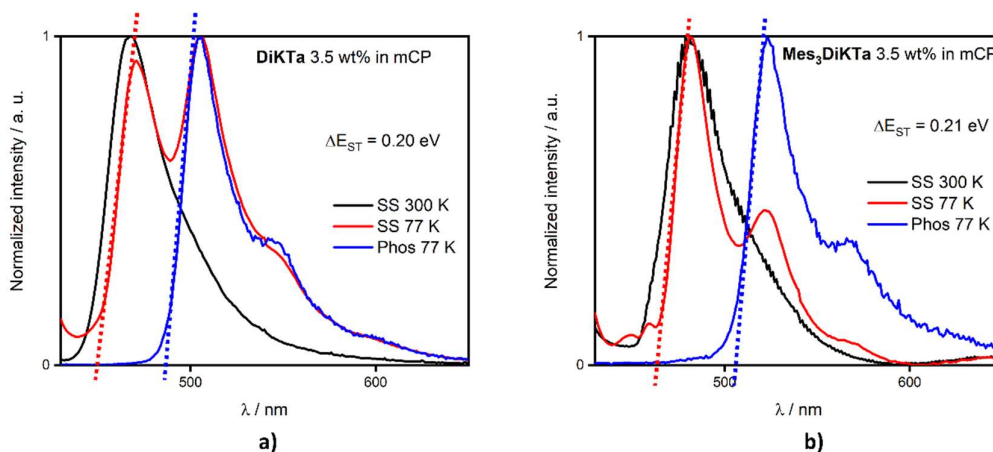 1
DiKTa 3.5 wt% in mCP
ΔE_ST = 0.20 eV
SS 300 K
SS 77 K
Phos 77 K
Normalized intensity / a. u.
0
500
600
λ / nm
a)
1
Mes₃DiKTa 3.5 wt% in mCP
ΔE_ST = 0.21 eV
SS 300 K
SS 77 K
Phos 77 K
Normalized intensity / a.u.
0
500
600
λ / nm
b)